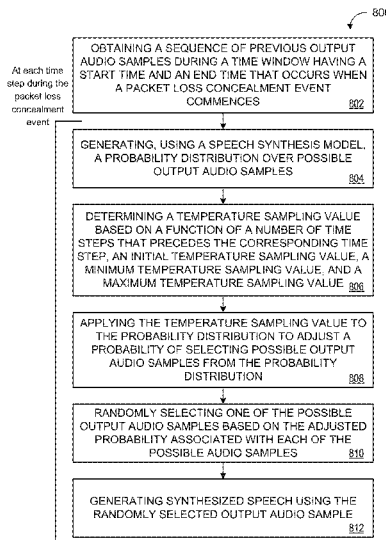 800
OBTAINING A SEQUENCE OF PREVIOUS OUTPUT
AUDIO SAMPLES DURING A TIME WINDOW HAVING A
START TIME AND AN END TIME THAT OCCURS WHEN
A PACKET LOSS CONCEALMENT EVENT
COMMENCES 802
At each time
step during the
packet loss
concealment
event
GENERATING, USING A SPEECH SYNTHESIS MODEL,
A PROBABILITY DISTRIBUTION OVER POSSIBLE
OUTPUT AUDIO SAMPLES
804
DETERMINING A TEMPERATURE SAMPLING VALUE
BASED ON A FUNCTION OF A NUMBER OF TIME
STEPS THAT PRECEDES THE CORRESPONDING TIME
STEP, AN INITIAL TEMPERATURE SAMPLING VALUE, A
MINIMUM TEMPERATURE SAMPLING VALUE, AND A
MAXIMUM TEMPERATURE SAMPLING VALUE 806
APPLYING THE TEMPERATURE SAMPLING VALUE TO
THE PROBABILITY DISTRIBUTION TO ADJUST A
PROBABILITY OF SELECTING POSSIBLE OUTPUT
AUDIO SAMPLES FROM THE PROBABILITY
DISTRIBUTION 808
RANDOMLY SELECTING ONE OF THE POSSIBLE
OUTPUT AUDIO SAMPLES BASED ON THE ADJUSTED
PROBABILITY ASSOCIATED WITH EACH OF THE
POSSIBLE AUDIO SAMPLES 810
GENERATING SYNTHESIZED SPEECH USING THE
RANDOMLY SELECTED OUTPUT AUDIO SAMPLE
812